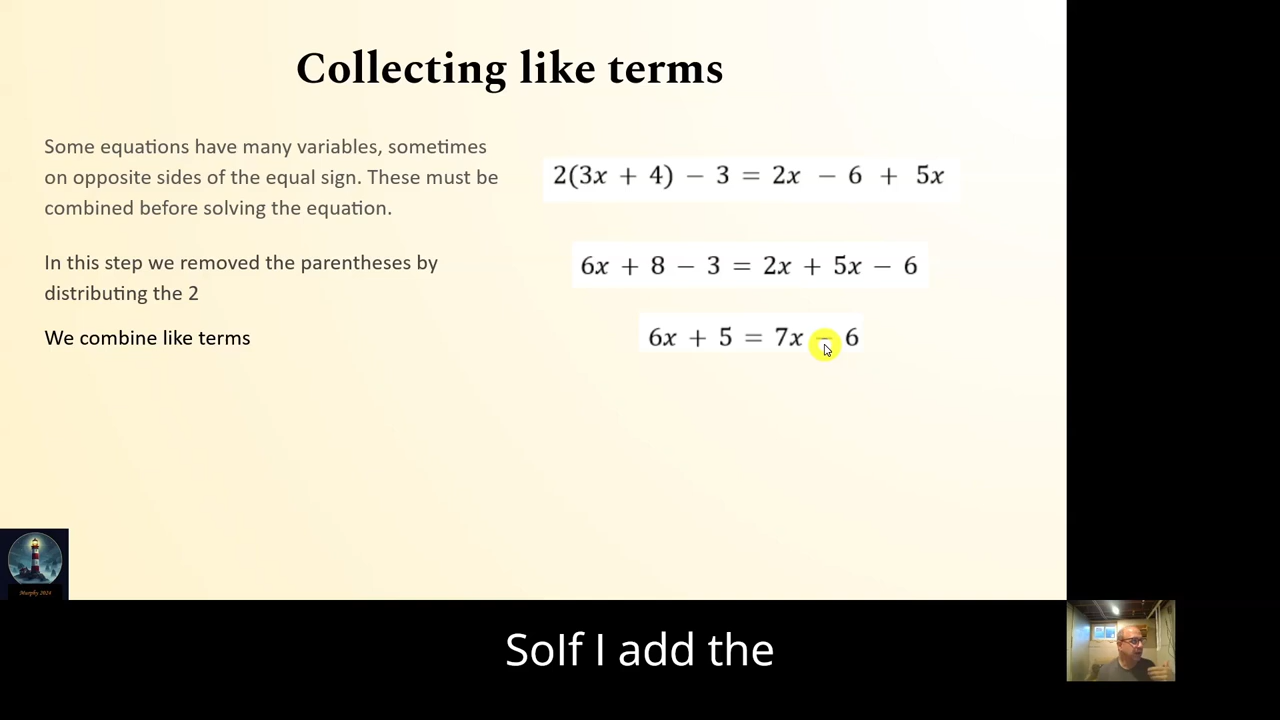 Collecting like terms
Some equations have many variables, sometimes
on opposite sides of the equal sign. These must be
combined before solving the equation.
2(3x + 4) − 3 = 2x − 6 + 5x
In this step we removed the parentheses by
distributing the 2
6x + 8 − 3 = 2x + 5x − 6
We combine like terms
6x + 5 = 7x − 6
Murphy 2024
Solf I add the